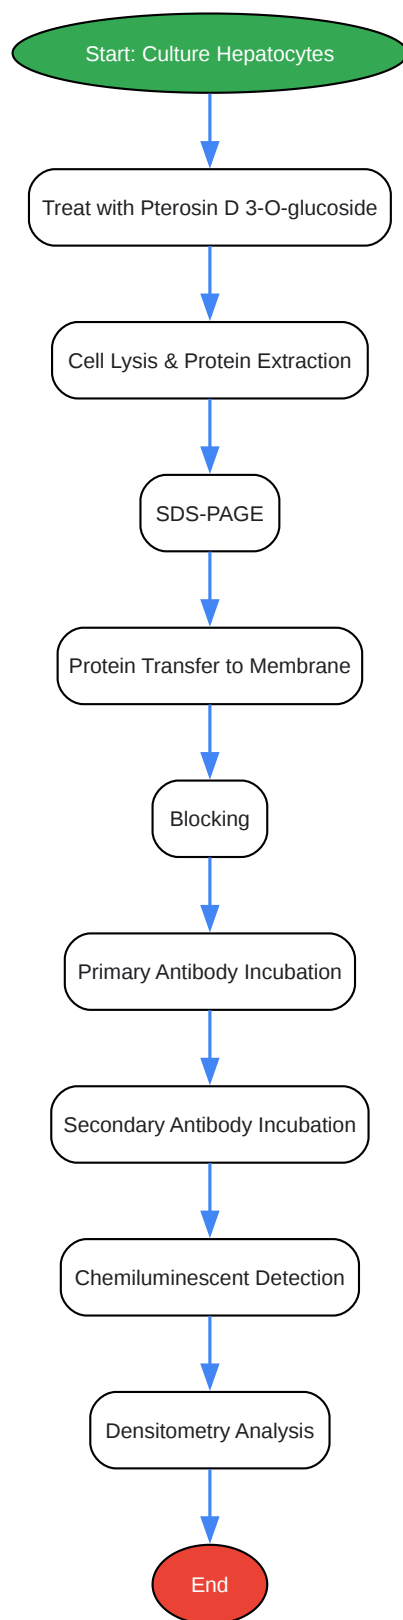 Start: Culture Hepatocytes
Treat with Pterosin D 3-O-glucoside
Cell Lysis & Protein Extraction
SDS-PAGE
Protein Transfer to Membrane
Blocking
Primary Antibody Incubation
Secondary Antibody Incubation
Chemiluminescent Detection
Densitometry Analysis
End